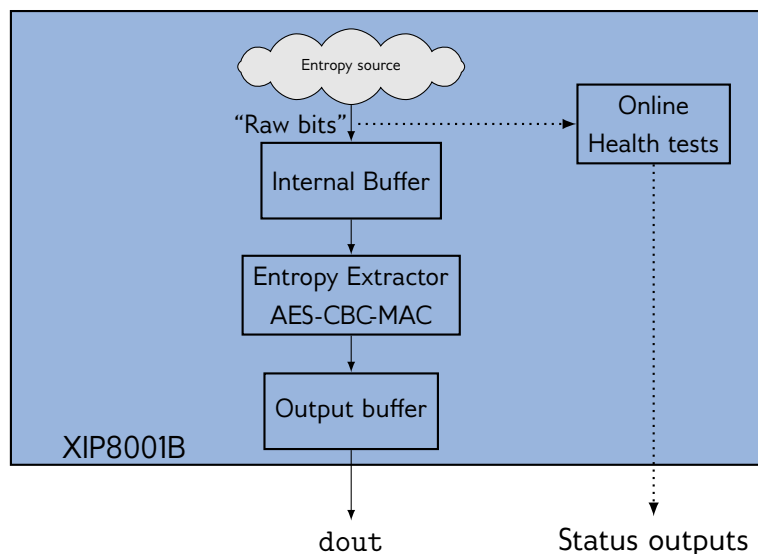 Entropy source
“Raw bits”
Online
Health tests
Internal Buffer
Entropy Extractor
AES-CBC-MAC
Output buffer
XIP8001B
dout
Status outputs